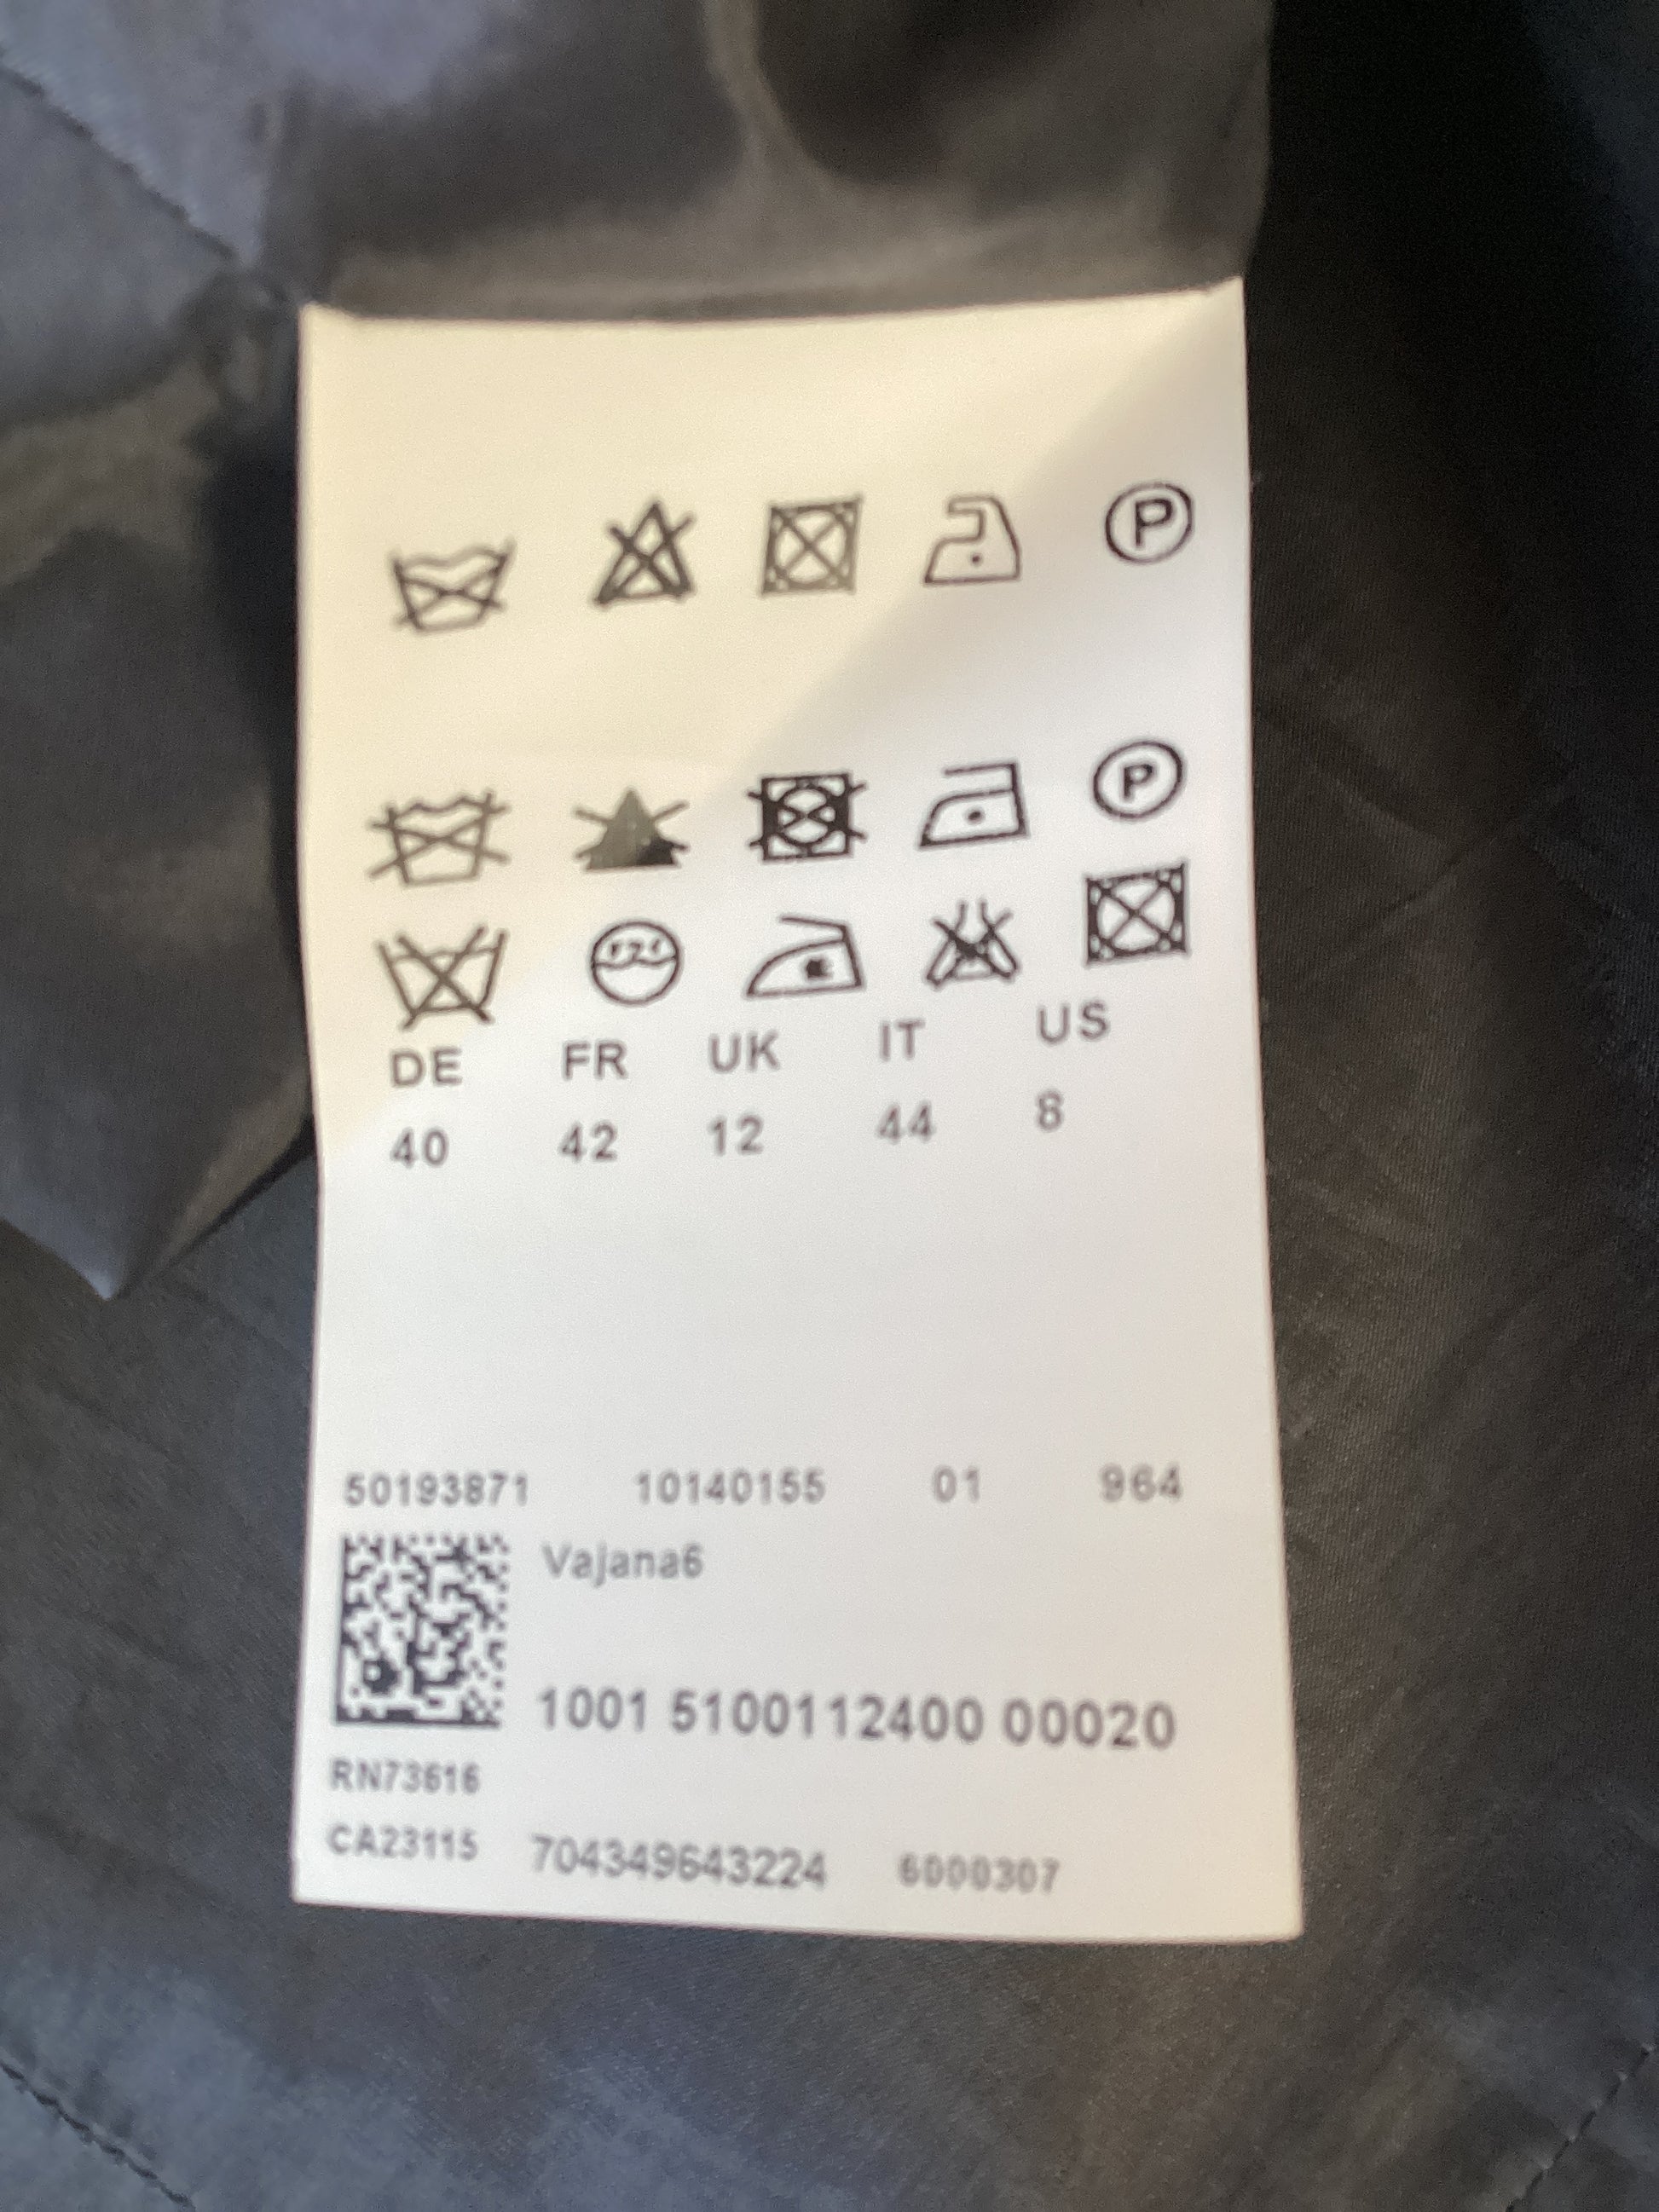 P
P
DE FR UK IT US
40 42 12 44 8
50193871 10140155 01 964
Vajana6
1001 5100112400 00020
RN73616
CA23115 704349643224 6000307